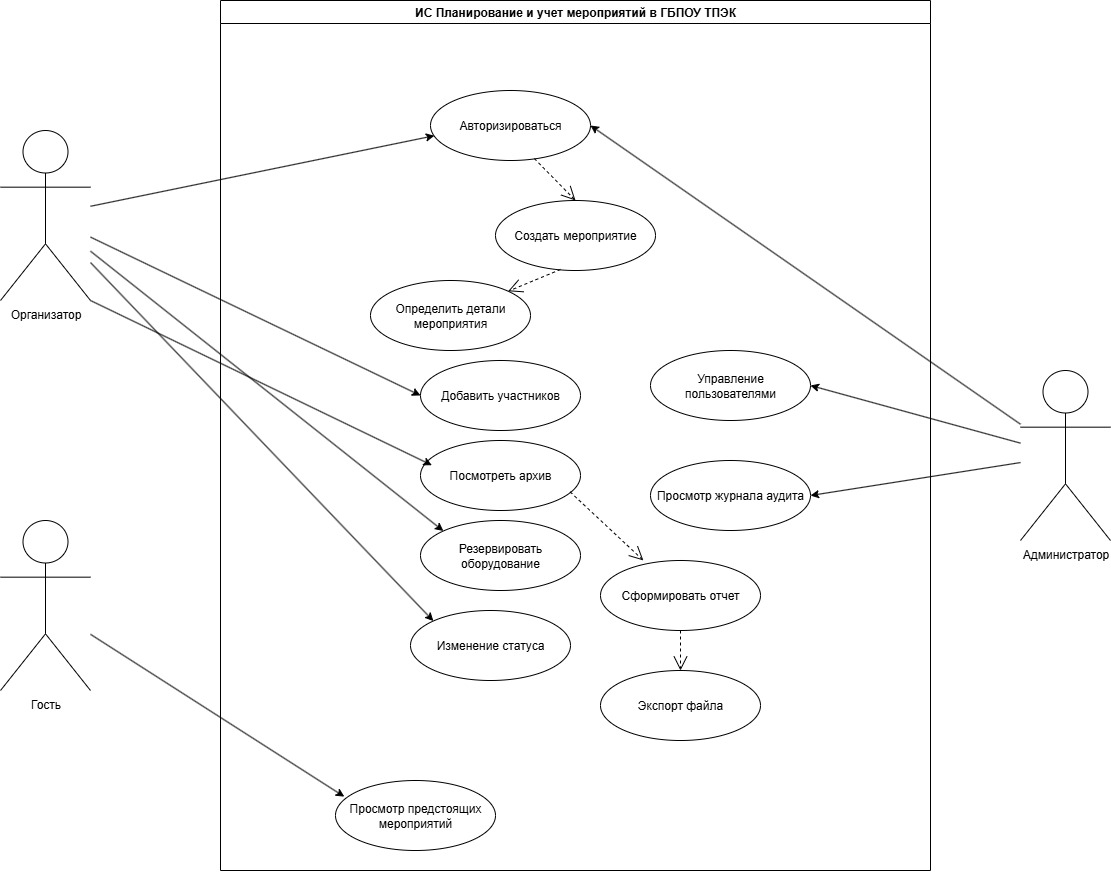 ИС Планирование и учет мероприятий в ГБПОУ ТПЭК
Авторизироваться
Создать мероприятие
Организатор
Определить детали
мероприятия
Добавить участников
Управление
пользователями
Посмотреть архив
Просмотр журнала аудита
Резервировать
оборудование
Администратор
Сформировать отчет
Изменение статуса
Гость
Экспорт файла
Просмотр предстоящих
мероприятий